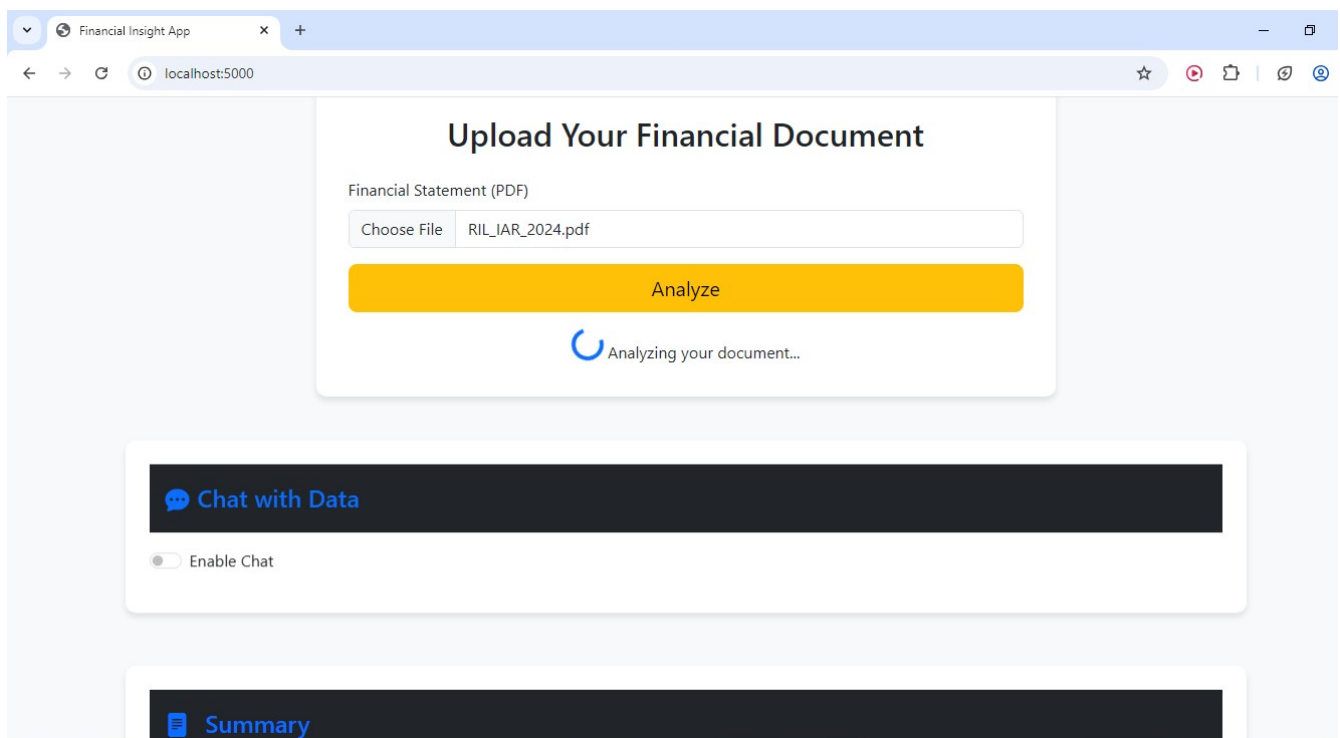 Financial Insight App
localhost:5000
Upload Your Financial Document
Financial Statement (PDF)
Choose File RIL_IAR_2024.pdf
Analyze
Analyzing your document...
Chat with Data
Enable Chat
Summary